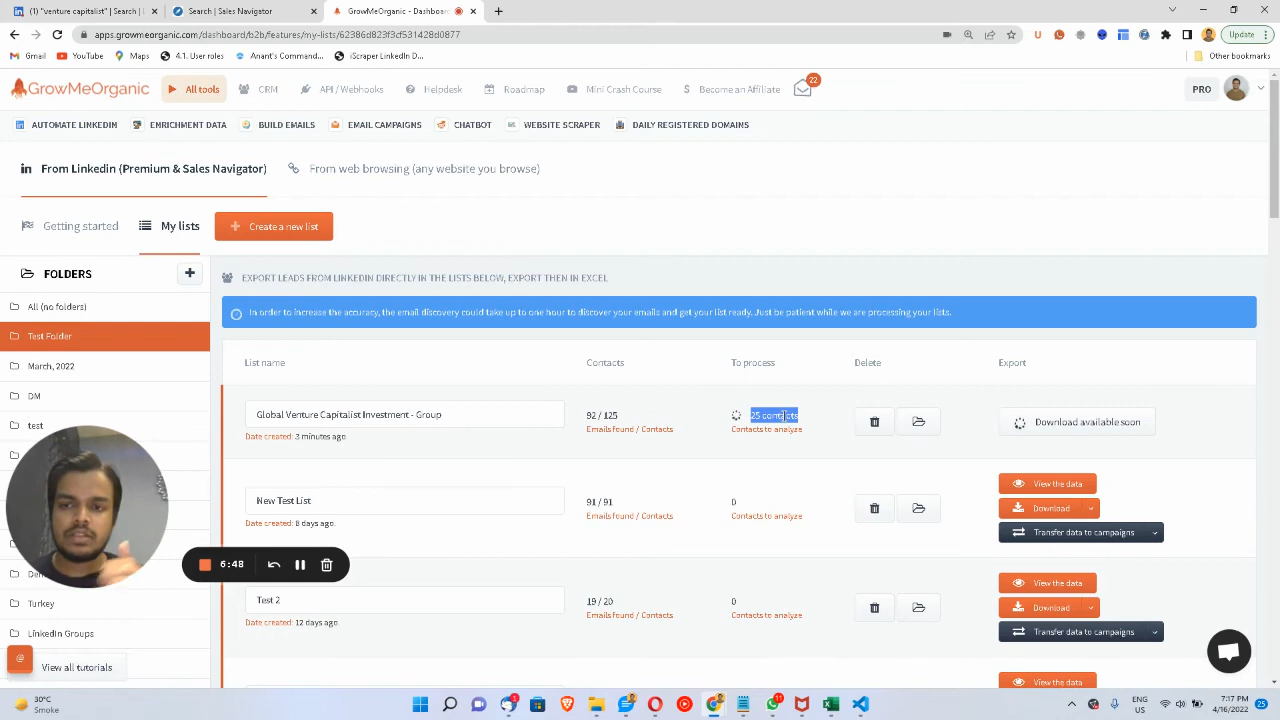 (1) "venture capitalist" | Search |
Search | Sales Navigator
GrowMeOrganic - Dashboard
apps.growmeorganic.com/dashboard/b2b/features/my-lists/
Update
Gmail
YouTube
Maps
4.1. User roles
Anant's Command...
iScraper LinkedIn D...
Other bookmarks
GrowMeOrganic
All tools
CRM
API / Webhooks
Helpdesk
Roadmap
Mini Crash Course
$ Become an Affiliate
22
PRO
AUTOMATE LINKEDIN
ENRICHMENT DATA
BUILD EMAILS
EMAIL CAMPAIGNS
CHATBOT
WEBSITE SCRAPER
DAILY REGISTERED DOMAINS
in From Linkedin (Premium & Sales Navigator)
From web browsing (any website you browse)
Getting started
My lists
+ Create a new list
FOLDERS
+
All (no folders)
Test Folder
March, 2022
DM
test
Turkey
LinkedIn Groups
@ View all tutorials
EXPORT LEADS FROM LINKEDIN DIRECTLY IN THE LISTS BELOW, EXPORT THEN IN EXCEL
In order to increase the accuracy, the email discovery could take up to one hour to discover your emails and get your list ready. Just be patient while we are processing your lists.
List name
Contacts
To process
Delete
Export
Global Venture Capitalist Investment - Group
92 / 125
25 contacts
Download available soon
Date created: 3 minutes ago.
Emails found / Contacts
Contacts to analyze
View the data
New Test List
91 / 91
0
Download
Date created: 8 days ago.
Emails found / Contacts
Contacts to analyze
Transfer data to campaigns
6:48
View the data
Test 2
19 / 20
0
Download
Date created: 12 days ago.
Emails found / Contacts
Contacts to analyze
Transfer data to campaigns
View the data
30°C
Smoke
1
11
ENG
US
7:17 PM
4/16/2022
25